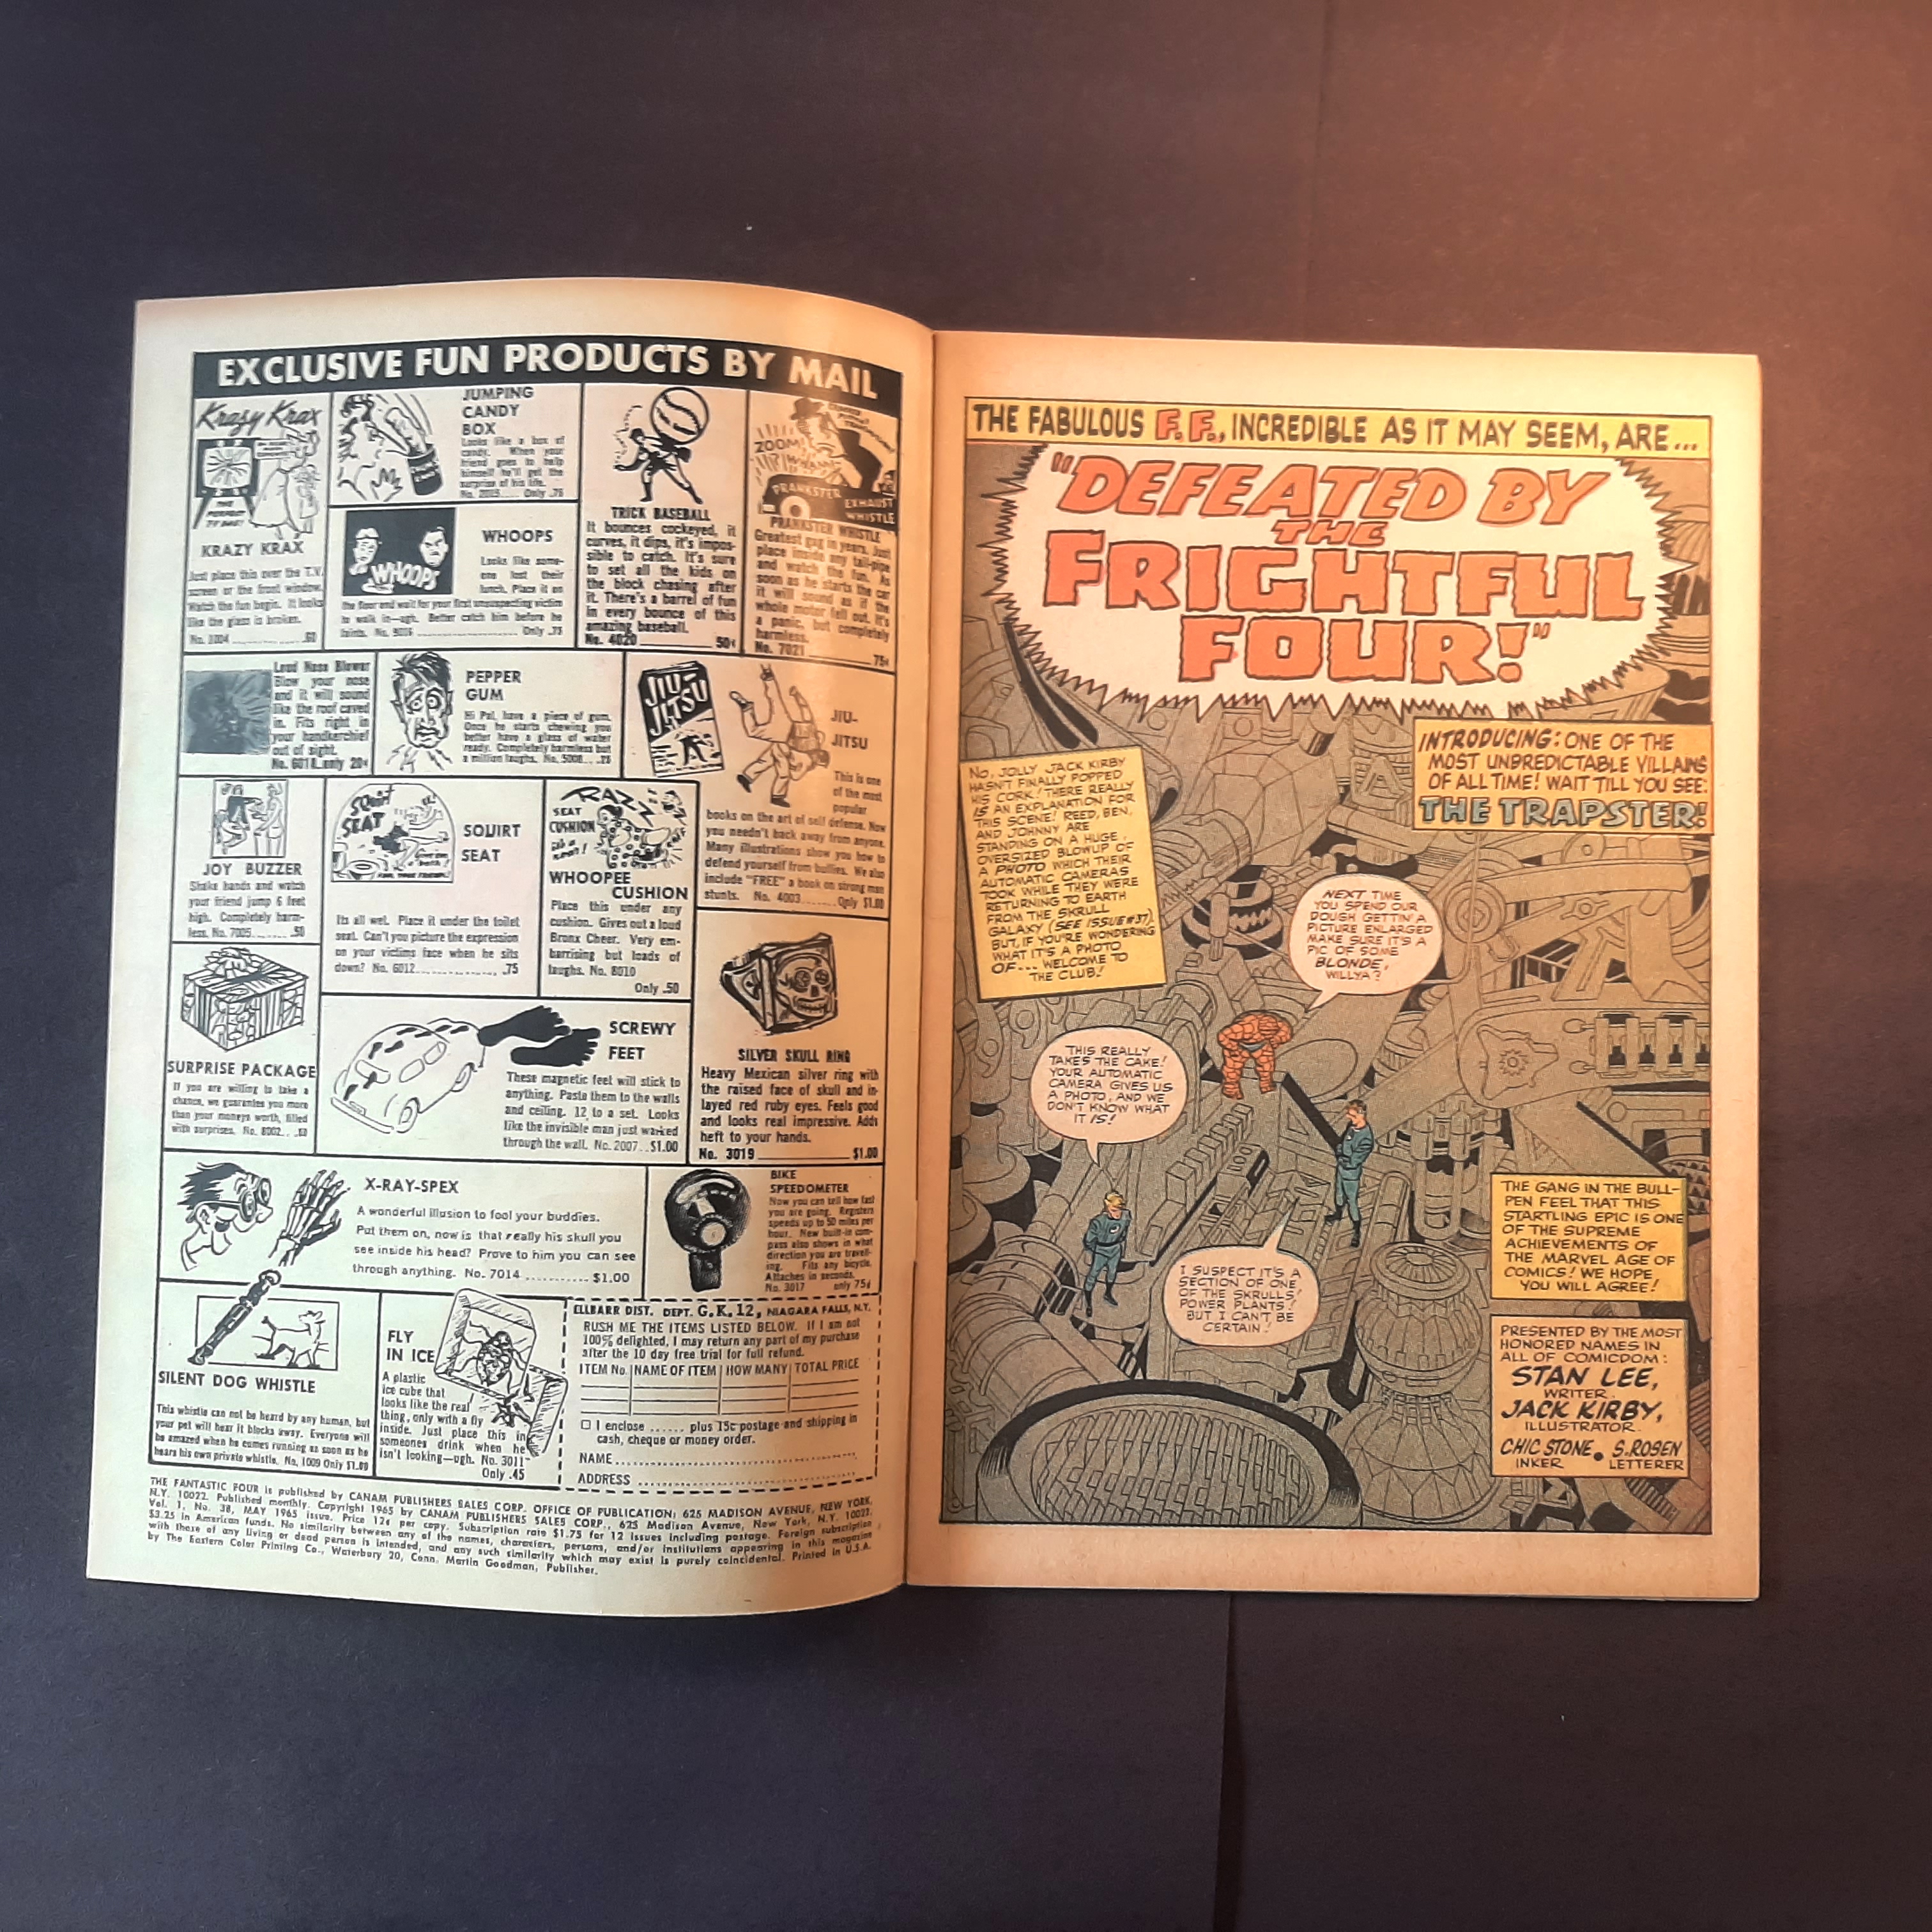 EXCLUSIVE FUN PRODUCTS BY MAIL
Krazy Krax
THE
PERFECT
TV GAG!
KRAZY KRAX
Just place this over the T.V.
screen or the front window.
Watch the fun begin. It looks
like the glass is broken.
No. 2004 .60
JUMPING
CANDY
BOX
Looks like a box of
candy. When your
friend goes to help
himself he'll get the
surprise of his life.
No. 2015..... Only .75
WHOOPS
WHOOPS
Looks like some-
one lost their
lunch. Place it on
the floor and wait for your first unsuspecting victim
to walk in—ugh. Better catch him before he
faints. No. Only .75
TRICK BASEBALL
It bounces cockeyed, it
curves, it dips, it's impos-
sible to catch. It's sure
to set all the kids on
the block chasing after
it. There's a barrel of fun
in every bounce of this
amazing baseball.
No. 4020 50¢
ZOOM!
WHAM!
PRANKSTER
EXHAUST
WHISTLE
PRANKSTER WHISTLE
Greatest gag in years. Just
place inside any tail-pipe
and watch the fun. As
soon as he starts the car
it will sound as if the
whole motor fell out. It's
a panic, but completely
harmless.
No. 7021 75¢
Loud Nose Blower
Blow your nose
and it will sound
like the roof caved
in. Fits right in
your handkerchief
out of sight.
No. 6018 only 20¢
PEPPER
GUM
Hi Pal, have a piece of gum.
Once he starts chewing you
better have a glass of water
ready. Completely harmless but
a million laughs. No. 5008... .25
JIU-
JITSU
JIU-
JITSU
This is one
of the most
popular
books on the art of self defense. Now
you needn't back away from anyone.
Many illustrations show you how to
defend yourself from bullies. We also
include "FREE" a book on strong man
stunts. No. 4003........ Only $1.00
JOY BUZZER
Shake hands and watch
your friend jump 6 feet
high. Completely harm-
less. No. 7005....... .50
SQUIRT
SEAT
SQUIRT
SEAT
Its all wet. Place it under the toilet
seat. Can't you picture the expression
on your victims face when he sits
down? No. 6012................, .75
RAZZ
SEAT
CUSHION
WHOOPEE
CUSHION
Place this under any
cushion. Gives out a loud
Bronx Cheer. Very em-
barrising but loads of
laughs. No. 8010
Only .50
SURPRISE PACKAGE
If you are willing to take a
chance, we guarantee you more
than your moneys worth, filled
with surprises. No. 8002..
SCREWY
FEET
These magnetic feet will stick to
anything. Paste them to the walls
and ceiling. 12 to a set. Looks
like the invisible man just walked
through the wall. No. 2007...$1.00
SILVER SKULL RING
Heavy Mexican silver ring with
the raised face of skull and in-
layed red ruby eyes. Feels good
and looks real impressive. Adds
heft to your hands.
No. 3019 $1.00
X-RAY-SPEX
A wonderful illusion to fool your buddies.
Put them on, now is that really his skull you
see inside his head? Prove to him you can see
through anything. No. 7014 ........... $1.00
BIKE
SPEEDOMETER
Now you can tell how fast
you are going. Registers
speeds up to 50 miles per
hour. New built-in com-
pass also shows in what
direction you are travell-
ing. Fits any bicycle.
Attaches in seconds.
No. 3017 only 75¢
SILENT DOG WHISTLE
This whistle can not be heard by any human, but
your pet will hear it blocks away. Everyone will
be amazed when he comes running as soon as he
hears his own private whistle. No. 1009 Only $1.00
FLY
IN ICE
A plastic
ice cube that
looks like the real
thing, only with a fly
inside. Just place this in
someones drink when he
isn't looking—ugh. No. 3011
Only .45
ELLBARR DIST. DEPT. G.K.12, NIAGARA FALLS, N.Y.
RUSH ME THE ITEMS LISTED BELOW. If I am not
100% delighted, I may return any part of my purchase
after the 10 day free trial for full refund.
ITEM No. NAME OF ITEM HOW MANY TOTAL PRICE
☐ I enclose ...... plus 15c postage and shipping in
cash, cheque or money order.
NAME
ADDRESS
THE FANTASTIC FOUR is published by CANAM PUBLISHERS SALES CORP. OFFICE OF PUBLICATION; 625 MADISON AVENUE, NEW YORK,
N.Y. 10022. Published monthly. Copyright 1965 by CANAM PUBLISHERS SALES CORP., 625 Madison Avenue, New York, N.Y. 10022.
Vol. 1, No. 38, MAY 1965 issue. Price 12¢ per copy. Subscription rate $1.75 for 12 issues including postage. Foreign subscription
$3.25 in American funds. No similarity between any of the names, characters, persons, and/or institutions appearing in this magazine
with those of any living or dead person is intended, and any such similarity which may exist is purely coincidental. Printed in U.S.A.
by The Eastern Color Printing Co., Waterbury 20, Conn. Martin Goodman, Publisher.
THE FABULOUS F.F., INCREDIBLE AS IT MAY SEEM, ARE...
"DEFEATED BY
THE
FRIGHTFUL
FOUR!"
INTRODUCING: ONE OF THE
MOST UNPREDICTABLE VILLAINS
OF ALL TIME! WAIT TILL YOU SEE:
THE TRAPSTER!
NO, JOLLY JACK KIRBY
HASN'T FINALLY POPPED
HIS CORK! THERE REALLY
IS AN EXPLANATION FOR
THIS SCENE! REED, BEN,
AND JOHNNY ARE
STANDING ON A HUGE,
OVERSIZED BLOWUP OF
A PHOTO WHICH THEIR
AUTOMATIC CAMERAS
TOOK WHILE THEY WERE
RETURNING TO EARTH
FROM THE SKRULL
GALAXY (SEE ISSUE #37).
BUT, IF YOU'RE WONDERING
WHAT IT'S A PHOTO
OF... WELCOME TO
THE CLUB!
NEXT TIME
YOU SPEND OUR
DOUGH GETTIN' A
PICTURE ENLARGED
MAKE SURE IT'S A
PIC OF SOME
BLONDE,
WILLYA?
THIS REALLY
TAKES THE CAKE!
YOUR AUTOMATIC
CAMERA GIVES US
A PHOTO, AND WE
DON'T KNOW WHAT
IT IS!
I SUSPECT IT'S A
SECTION OF ONE
OF THE SKRULLS'
POWER PLANTS!
BUT I CAN'T BE
CERTAIN!
THE GANG IN THE BULL-
PEN FEEL THAT THIS
STARTLING EPIC IS ONE
OF THE SUPREME
ACHIEVEMENTS OF
THE MARVEL AGE OF
COMICS! WE HOPE
YOU WILL AGREE!
PRESENTED BY THE MOST
HONORED NAMES IN
ALL OF COMICDOM:
STAN LEE,
WRITER
JACK KIRBY,
ILLUSTRATOR
CHIC STONE. S. ROSEN
INKER LETTERER